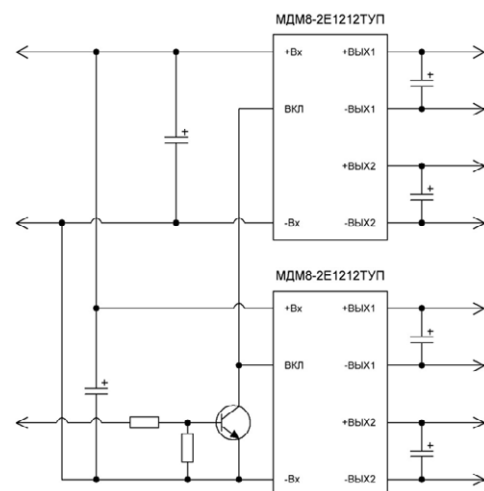 МДМ8-2Е1212ТУП
+Вх
+ВЫХ1
+
ВКЛ
-ВЫХ1
+
+ВЫХ2
+
-Вх
-ВЫХ2
МДМ8-2Е1212ТУП
+Вх
+ВЫХ1
+
ВКЛ
-ВЫХ1
+
+ВЫХ2
+
-Вх
-ВЫХ2